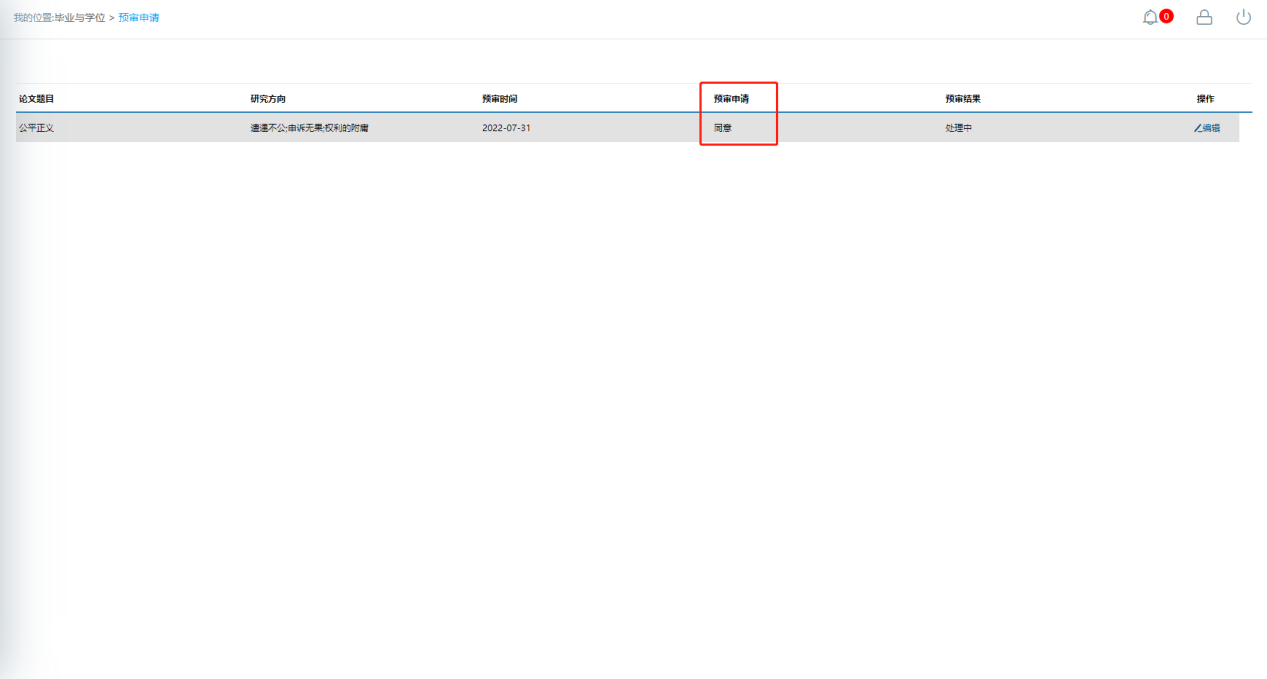 我的位置:毕业与学位 > 预审申请
0
论文题目 研究方向 预审时间 预审申请 预审结果 操作
公平正义 遭遇不公;申诉无果;权利的附庸 2022-07-31 同意 处理中 编辑